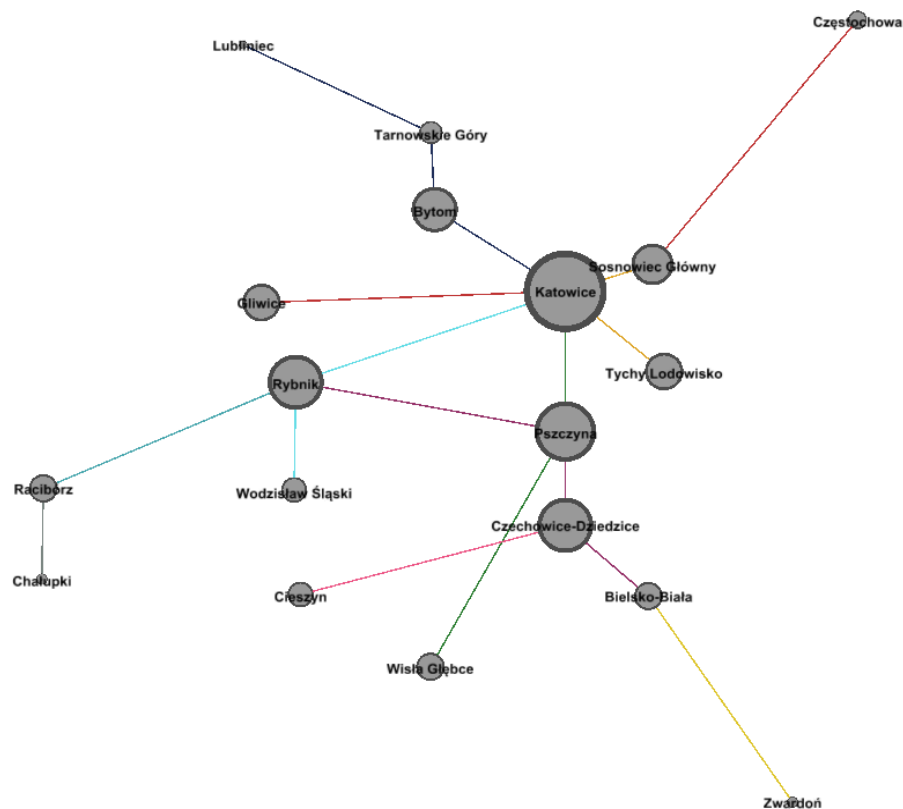 Częstochowa
Lubliniec
Tarnowskie Góry
Bytom
Sosnowiec Główny
Katowice
Gliwice
Tychy Lodowisko
Rybnik
Pszczyna
Racibórz
Wodzisław Śląski
Czechowice-Dziedzice
Chałupki
Cieszyn
Bielsko-Biała
Wisła Głębce
Zwardoń